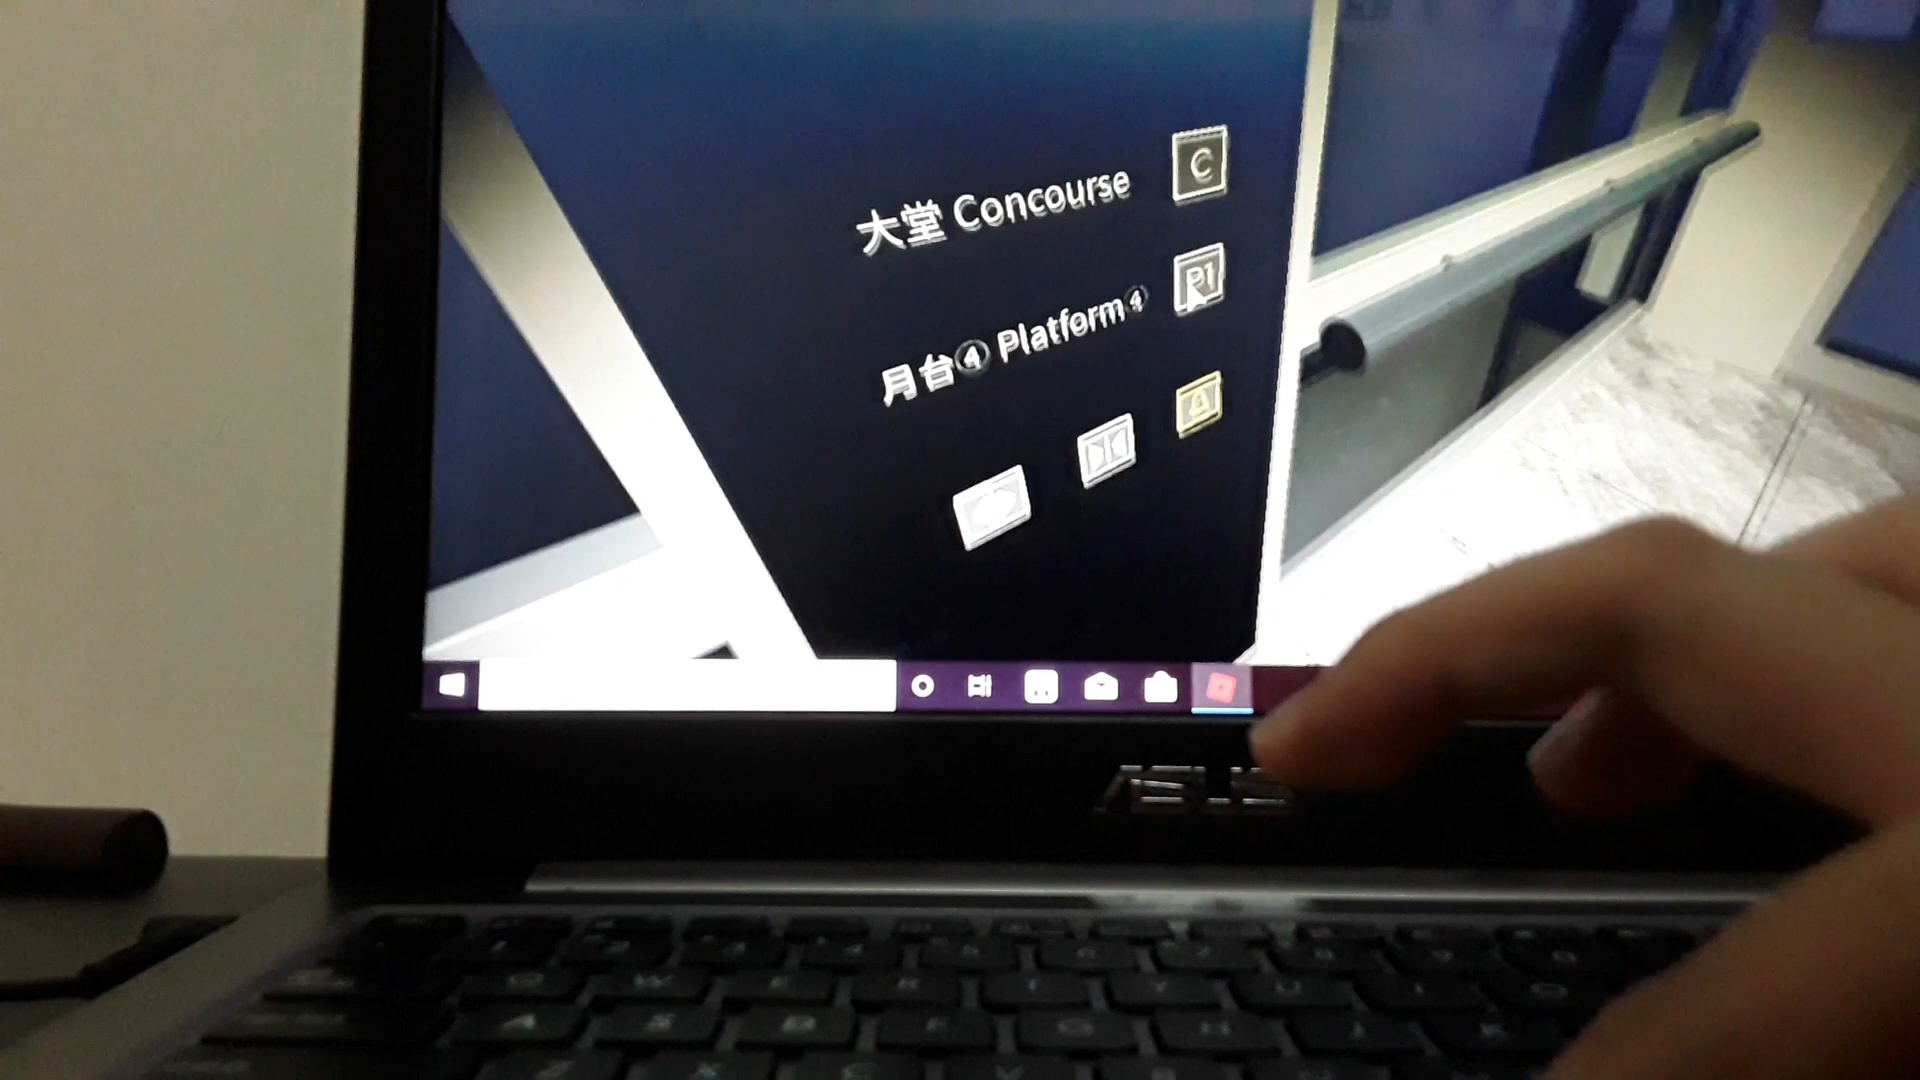 大堂 Concourse C
月台④ Platform④ P1
ASUS
Q W E R T Y U
A S D F G H J K
Z X C V B